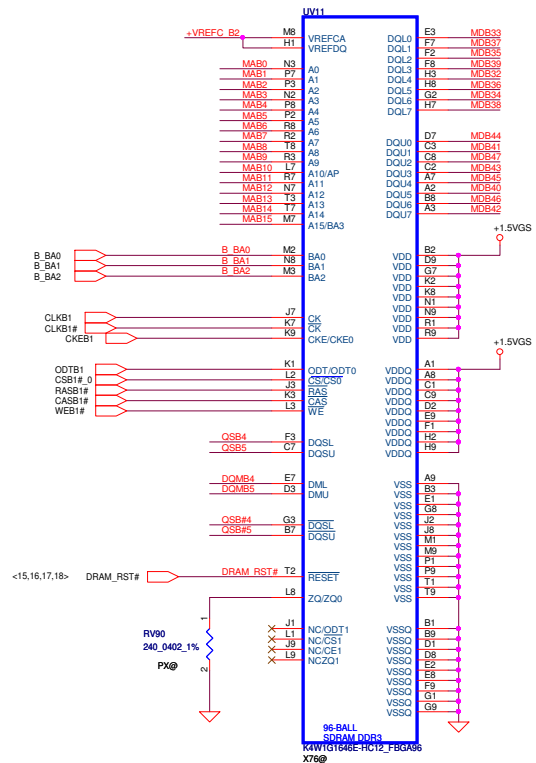 UV11
+VREFC_B2 M8 VREFCA DQL0 E3 MDB33
H1 VREFDQ DQL1 F7 MDB37
DQL2 F2 MDB35
MAB0 N3 A0 DQL3 F8 MDB39
MAB1 P7 A1 DQL4 H3 MDB32
MAB2 P3 A2 DQL5 H8 MDB36
MAB3 N2 A3 DQL6 G2 MDB34
MAB4 P8 A4 DQL7 H7 MDB38
MAB5 P2 A5
MAB6 R8 A6
MAB7 R2 A7 DQU0 D7 MDB44
MAB8 T8 A8 DQU1 C3 MDB41
MAB9 R3 A9 DQU2 C8 MDB47
MAB10 L7 A10/AP DQU3 C2 MDB43
MAB11 R7 A11 DQU4 A7 MDB45
MAB12 N7 A12 DQU5 A2 MDB40
MAB13 T3 A13 DQU6 B8 MDB46
MAB14 T7 A14 DQU7 A3 MDB42
MAB15 M7 A15/BA3
+1.5VGS
B_BA0 B_BA0 M2 BA0 VDD B2
B_BA1 B_BA1 N8 BA1 VDD D9
B_BA2 B_BA2 M3 BA2 VDD G7
VDD K2
VDD K8
VDD N1
CLKB1 J7 CK VDD N9
CLKB1# K7 CK VDD R1
CKEB1 K9 CKE/CKE0 VDD R9
+1.5VGS
ODTB1 K1 ODT/ODT0 VDDQ A1
CSB1#_0 L2 CS/CS0 VDDQ A8
RASB1# J3 RAS VDDQ C1
CASB1# K3 CAS VDDQ C9
WEB1# L3 WE VDDQ D2
VDDQ E9
VDDQ F1
QSB4 F3 DQSL VDDQ H2
QSB5 C7 DQSU VDDQ H9
DQMB4 E7 DML VSS A9
DQMB5 D3 DMU VSS B3
VSS E1
VSS G8
QSB#4 G3 DQSL VSS J2
QSB#5 B7 DQSU VSS J8
VSS M1
VSS M9
VSS P1
<15,16,17,18> DRAM_RST# DRAM_RST# T2 RESET VSS P9
VSS T1
L8 ZQ/ZQ0 VSS T9
1
J1 NC/ODT1 VSSQ B1
RV90 L1 NC/CS1 VSSQ B9
240_0402_1% J9 NC/CE1 VSSQ D1
L9 NCZQ1 VSSQ D8
PX@ VSSQ E2
2 VSSQ E8
VSSQ F9
VSSQ G1
VSSQ G9
96-BALL
SDRAM DDR3
K4W1G1646E-HC12_FBGA96
X76@